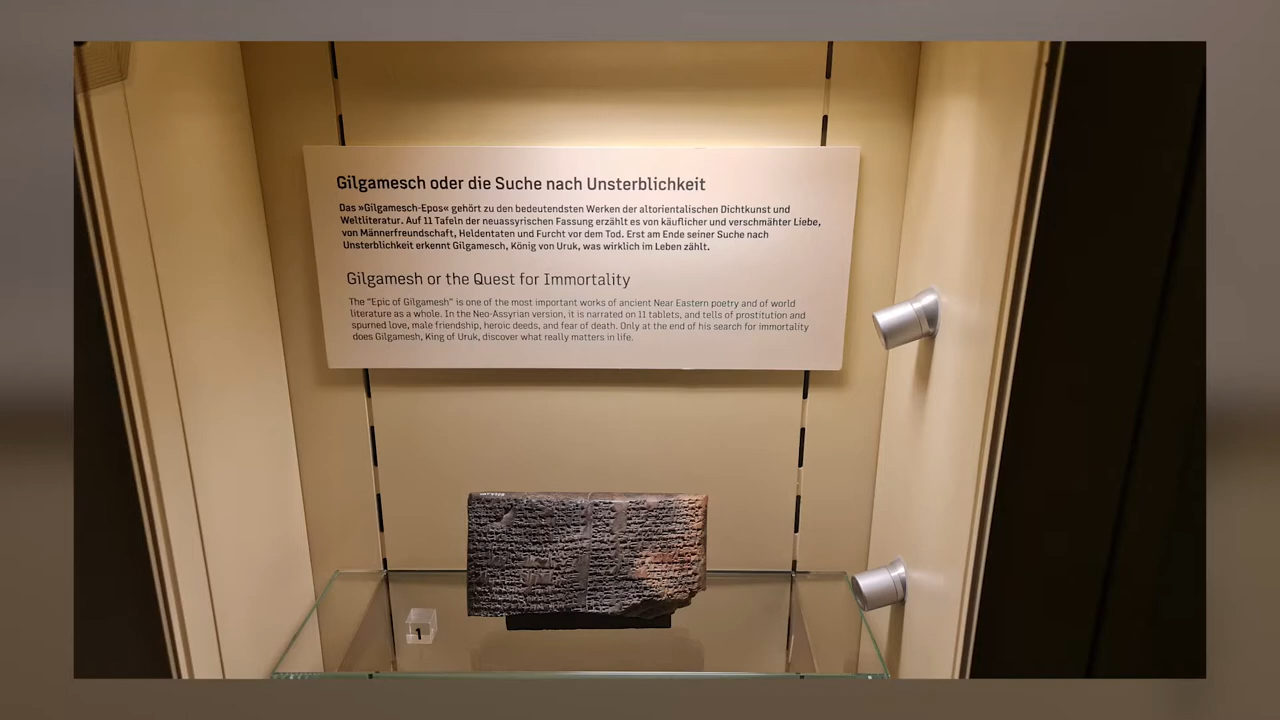 Gilgamesch oder die Suche nach Unsterblichkeit
Das »Gilgamesch-Epos« gehört zu den bedeutendsten Werken der altorientalischen Dichtkunst und
Weltliteratur. Auf 11 Tafeln der neuassyrischen Fassung erzählt es von käuflicher und verschmähter Liebe,
von Männerfreundschaft, Heldentaten und Furcht vor dem Tod. Erst am Ende seiner Suche nach
Unsterblichkeit erkennt Gilgamesch, König von Uruk, was wirklich im Leben zählt.
Gilgamesh or the Quest for Immortality
The "Epic of Gilgamesh" is one of the most important works of ancient Near Eastern poetry and of world
literature as a whole. In the Neo-Assyrian version, it is narrated on 11 tablets, and tells of prostitution and
spurned love, male friendship, heroic deeds, and fear of death. Only at the end of his search for immortality
does Gilgamesh, King of Uruk, discover what really matters in life.
1